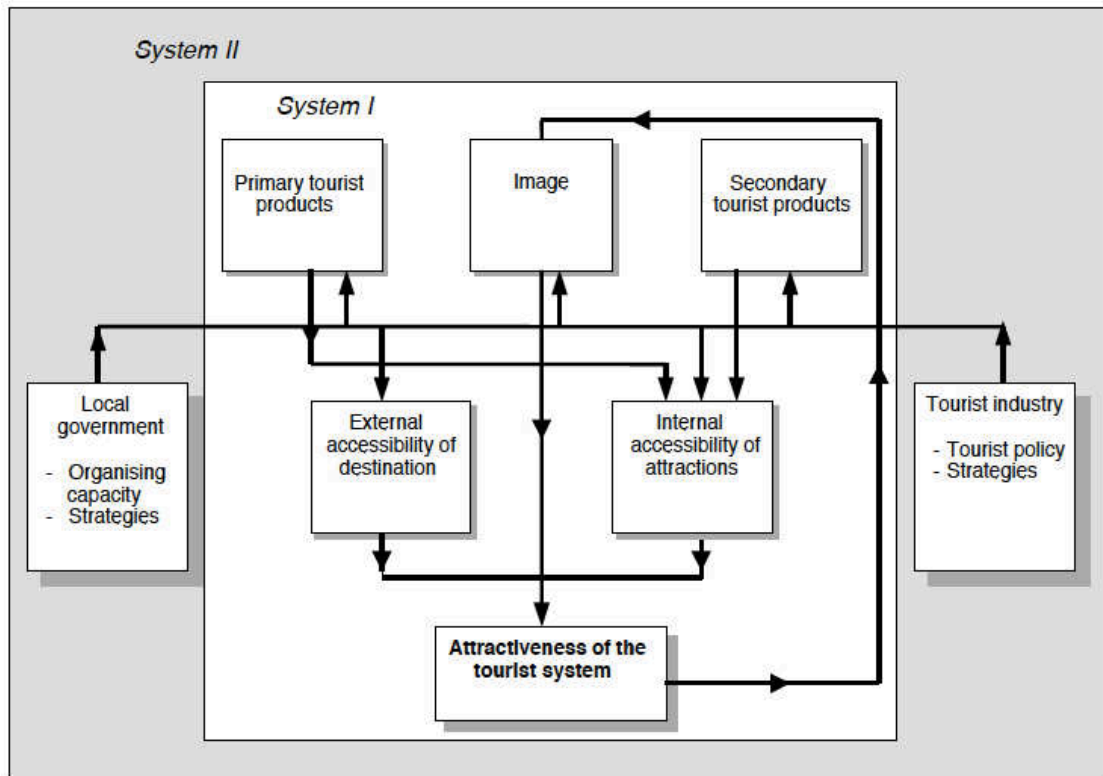 System II
System I
Primary tourist
products
Image
Secondary
tourist products
Local
government
- Organising
capacity
- Strategies
External
accessibility of
destination
Internal
accessibility of
attractions
Tourist industry
- Tourist policy
- Strategies
Attractiveness of the
tourist system